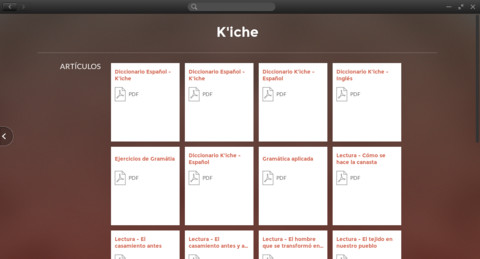 K'iche
ARTÍCULOS
Diccionario Español -
K'iche
PDF
Diccionario Español -
K'iche
PDF
Diccionario K'iche -
Español
PDF
Diccionario K'iche -
Inglés
PDF
Ejercicios de Gramátia
PDF
Diccionario K'iche -
Español
PDF
Gramática aplicada
PDF
Lectura - Cómo se
hace la canasta
PDF
Lectura - El
casamiento antes
Lectura - El
casamiento antes y a...
Lectura - El hombre
que se transformó en...
Lectura - El tejido en
nuestro pueblo